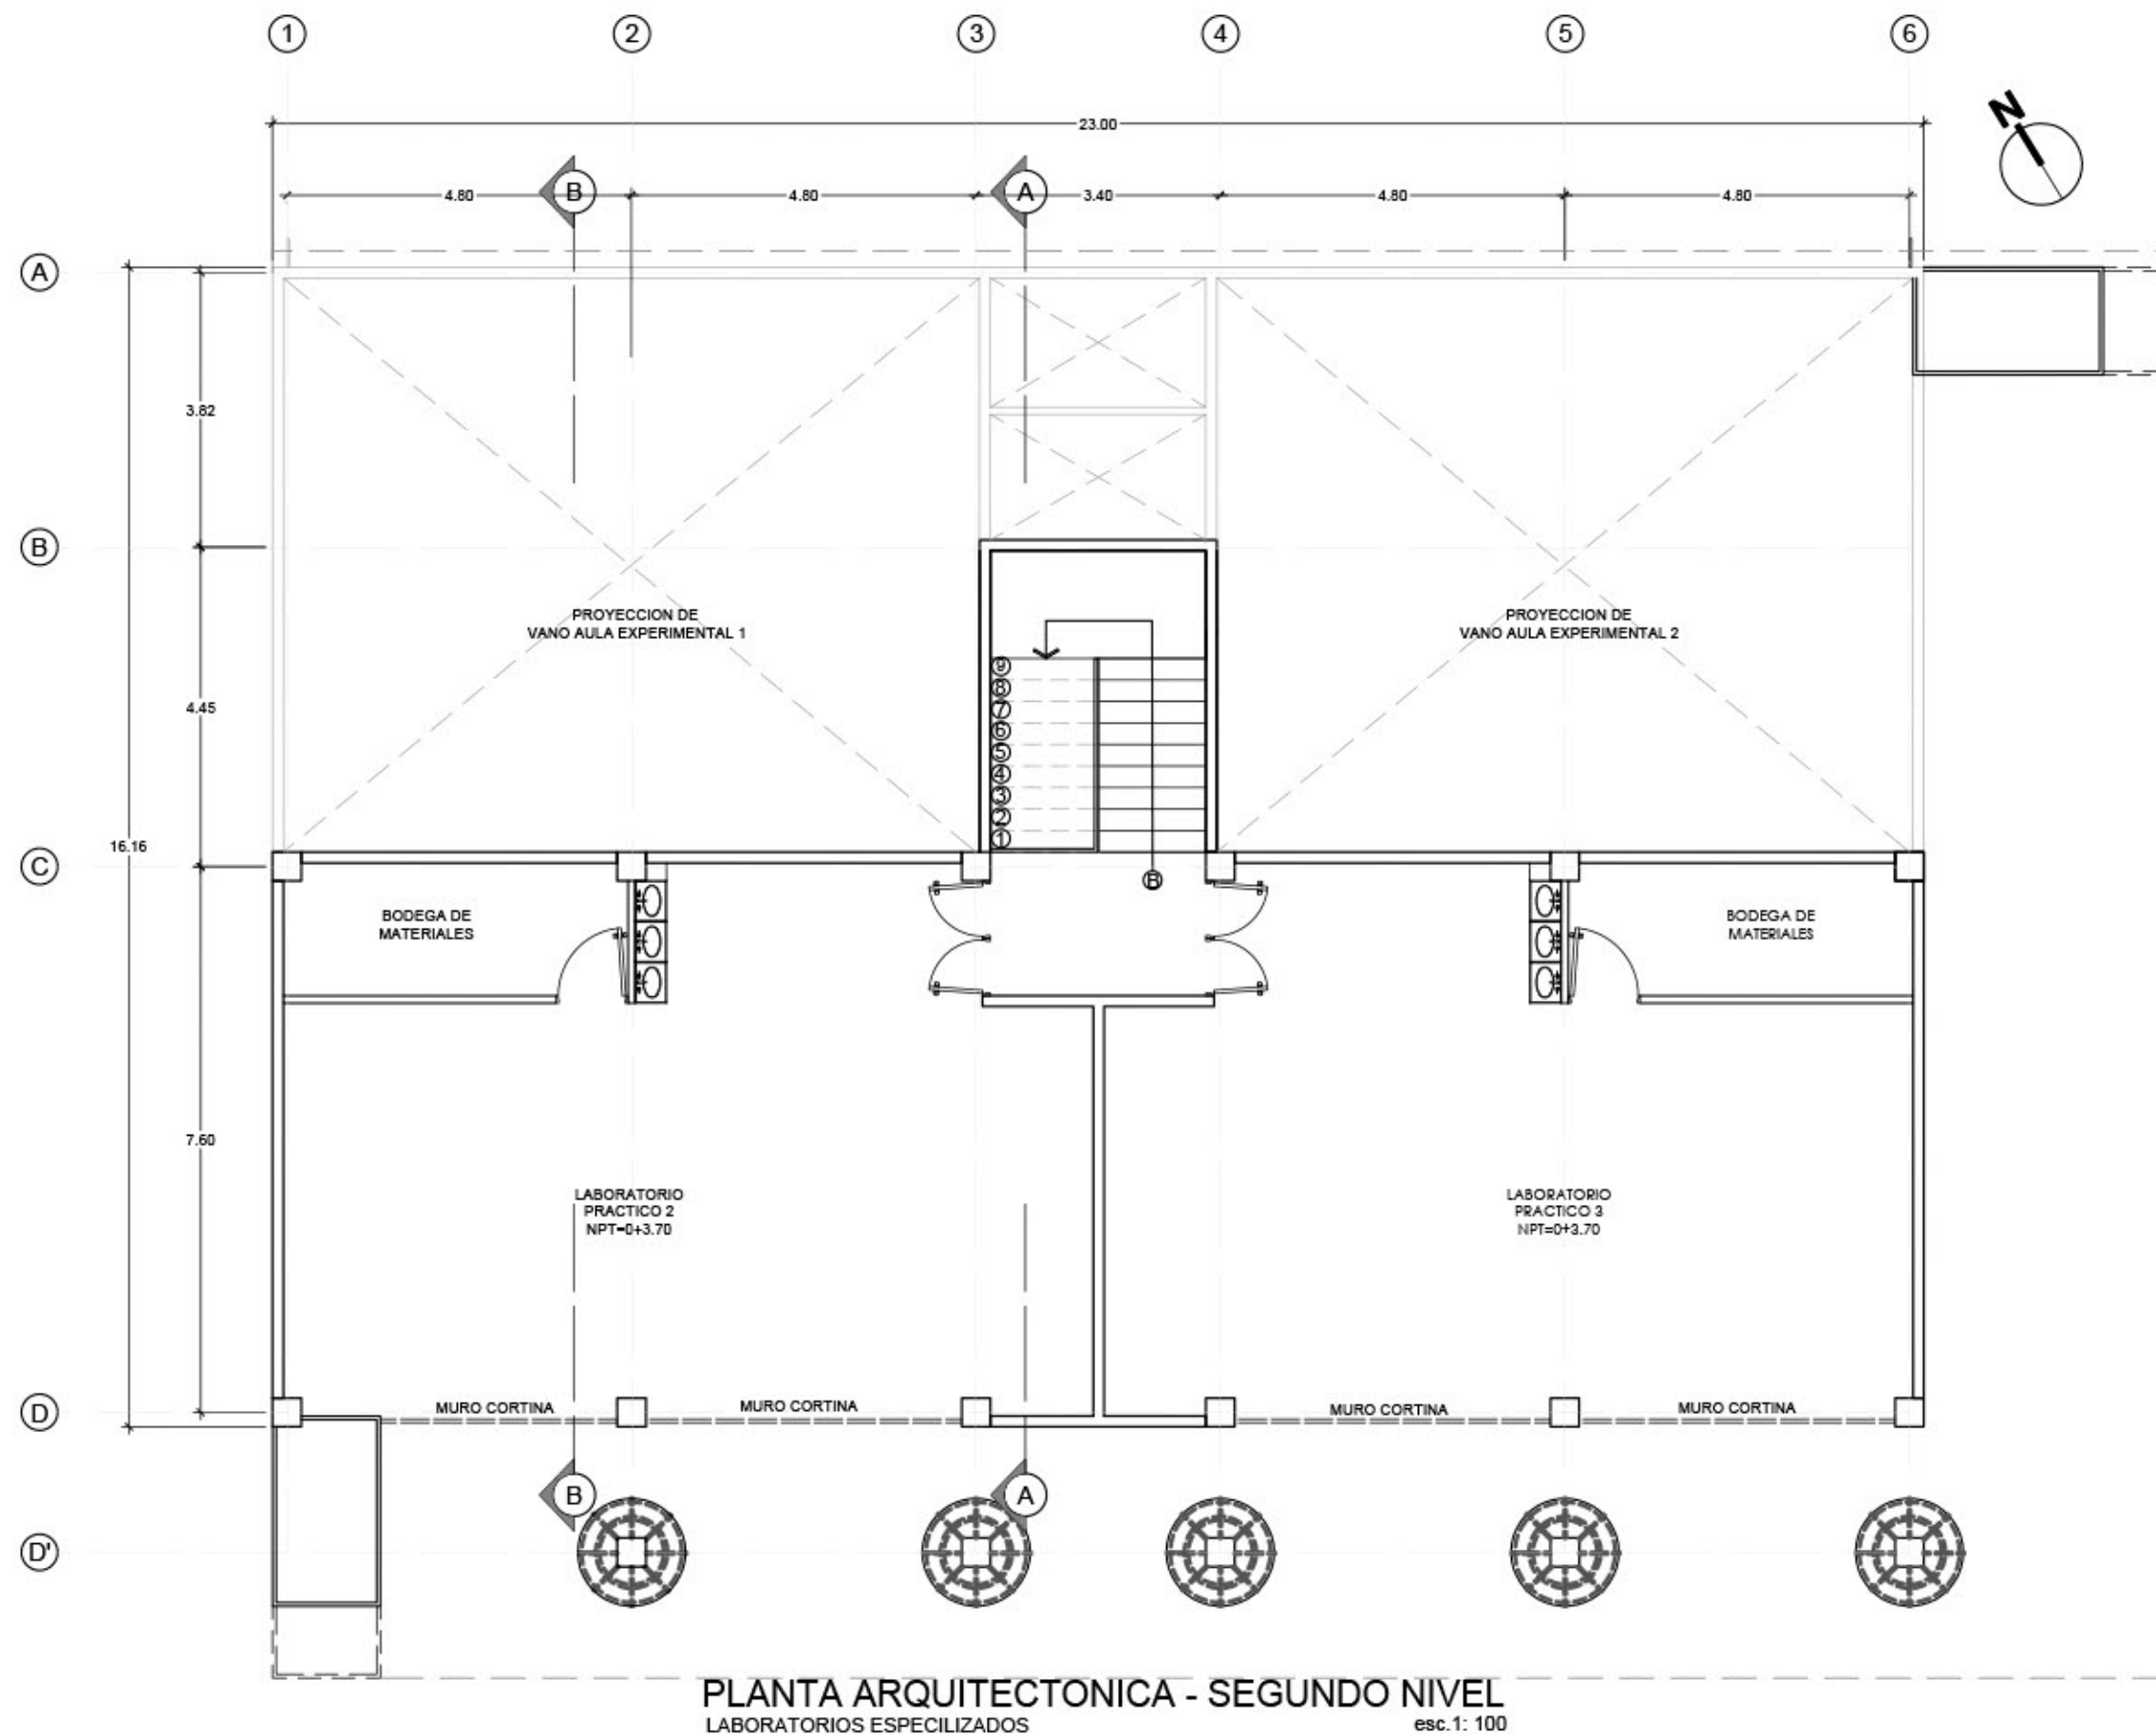 1 2 3 4 5 6
N
23.00
B A
4.80 4.80 3.40 4.80 4.80
A
3.82
B
PROYECCION DE
VANO AULA EXPERIMENTAL 1
PROYECCION DE
VANO AULA EXPERIMENTAL 2
9
8
7
6
5
4
3
2
1
4.45
16.16
C
B
BODEGA DE
MATERIALES
BODEGA DE
MATERIALES
7.60
LABORATORIO
PRACTICO 2
NPT=0+3.70
LABORATORIO
PRACTICO 3
NPT=0+3.70
D
MURO CORTINA MURO CORTINA MURO CORTINA MURO CORTINA
B A
D'
PLANTA ARQUITECTONICA - SEGUNDO NIVEL
LABORATORIOS ESPECILIZADOS esc.1: 100